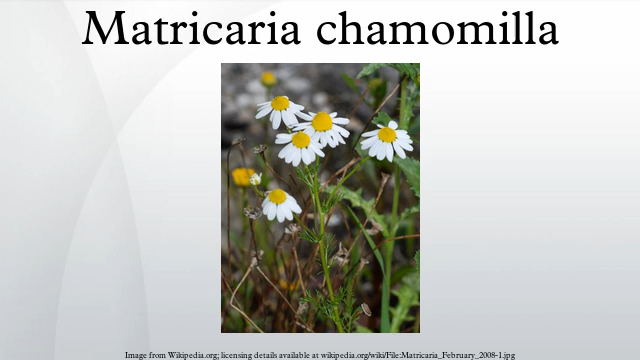 Matricaria chamomilla
Image from Wikipedia.org; licensing details available at wikipedia.org/wiki/File:Matricaria_February_2008-1.jpg